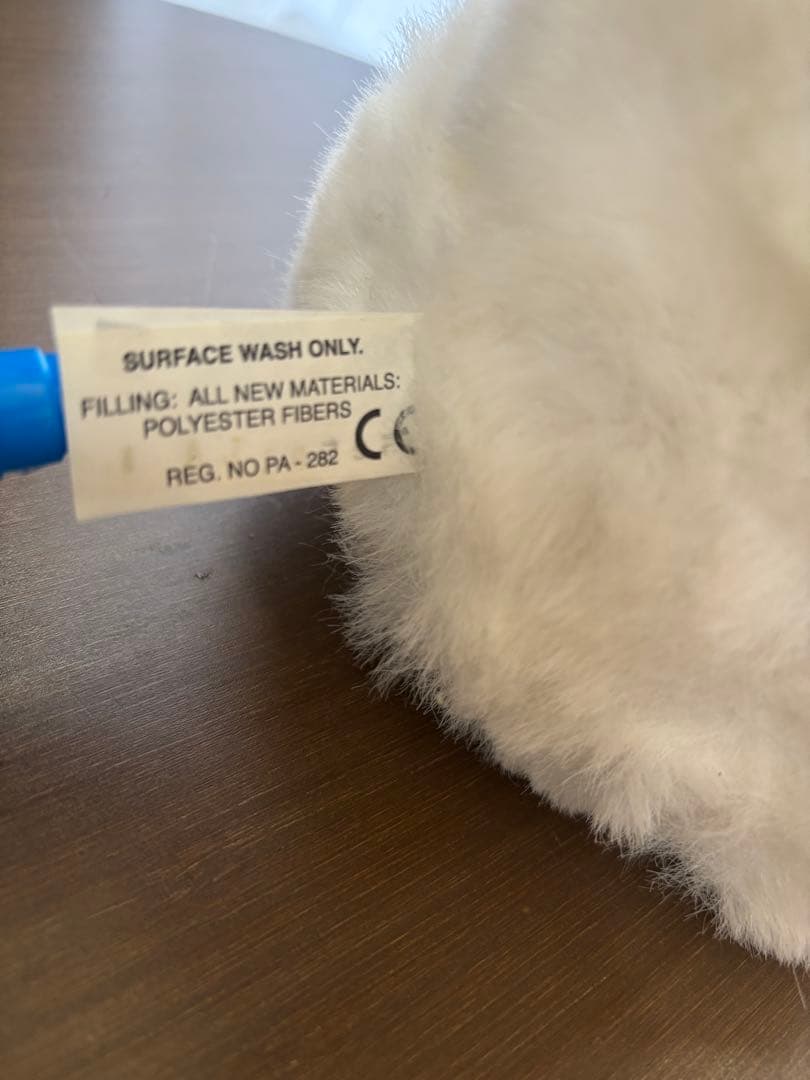 SURFACE WASH ONLY.
FILLING: ALL NEW MATERIALS:
POLYESTER FIBERS
CE
REG. NO PA - 282